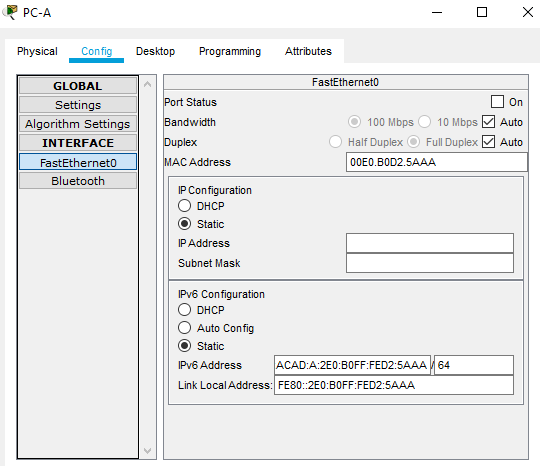 PC-A
Physical Config Desktop Programming Attributes
GLOBAL
Settings
Algorithm Settings
INTERFACE
FastEthernet0
Bluetooth
FastEthernet0
Port Status On
Bandwidth 100 Mbps 10 Mbps Auto
Duplex Half Duplex Full Duplex Auto
MAC Address 00E0.B0D2.5AAA
IP Configuration
DHCP
Static
IP Address
Subnet Mask
IPv6 Configuration
DHCP
Auto Config
Static
IPv6 Address ACAD:A:2E0:B0FF:FED2:5AAA / 64
Link Local Address: FE80::2E0:B0FF:FED2:5AAA